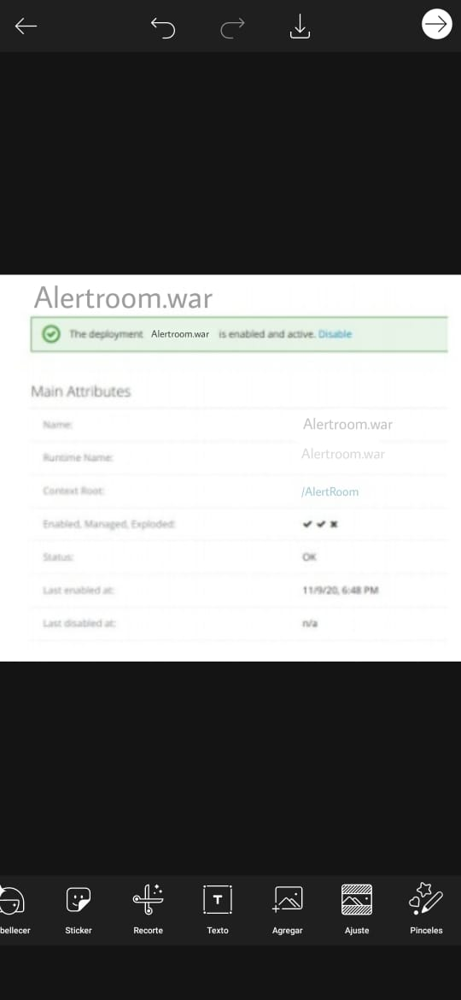 Alertroom.war
The deployment Alertroom.war is enabled and active. Disable
Main Attributes
Name: Alertroom.war
Runtime Name: Alertroom.war
Context Root: /AlertRoom
Enabled, Managed, Exploded: ✔ ✔ ✖
Status: OK
Last enabled at: 11/9/20, 6:48 PM
Last disabled at: n/a
bellecer Sticker Recorte Texto Agregar Ajuste Pinceles